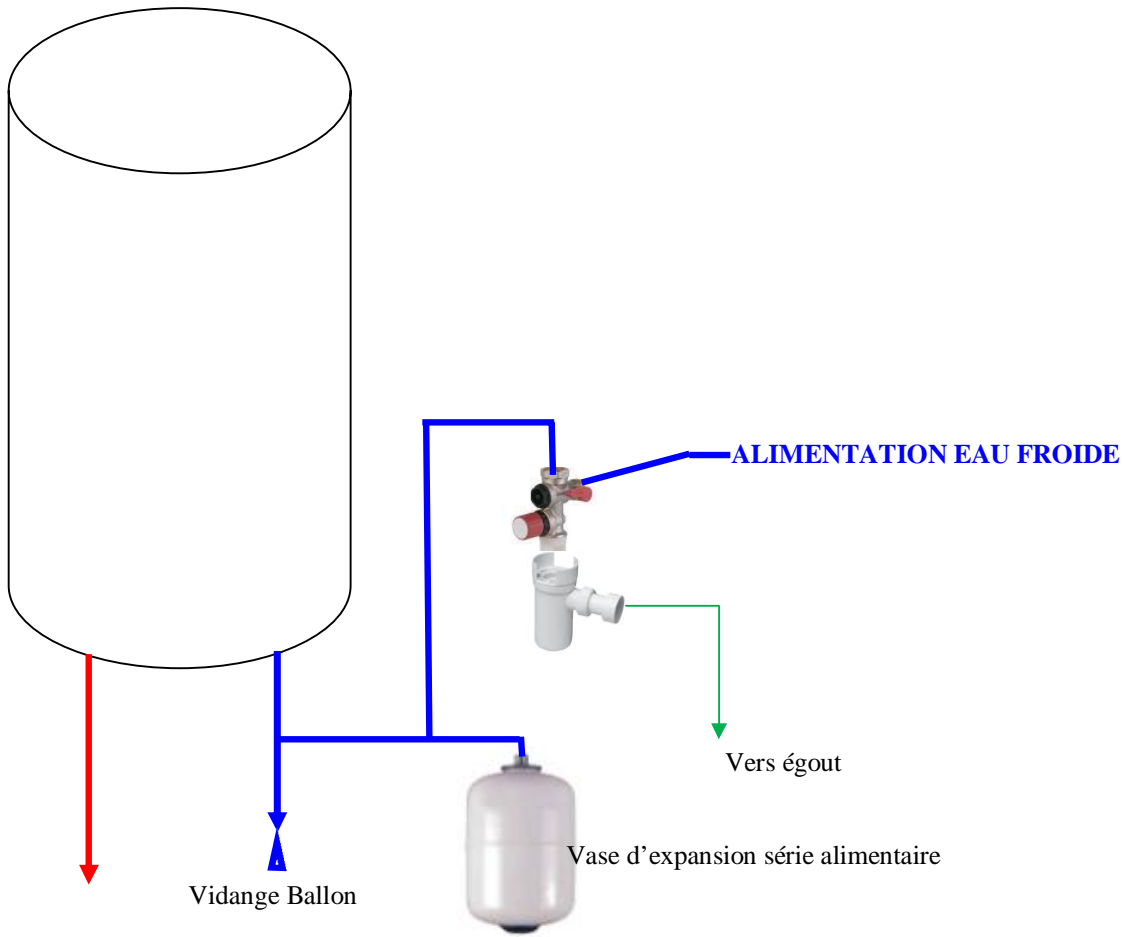 ALIMENTATION EAU FROIDE
Vers égout
Vase d’expansion série alimentaire
Vidange Ballon